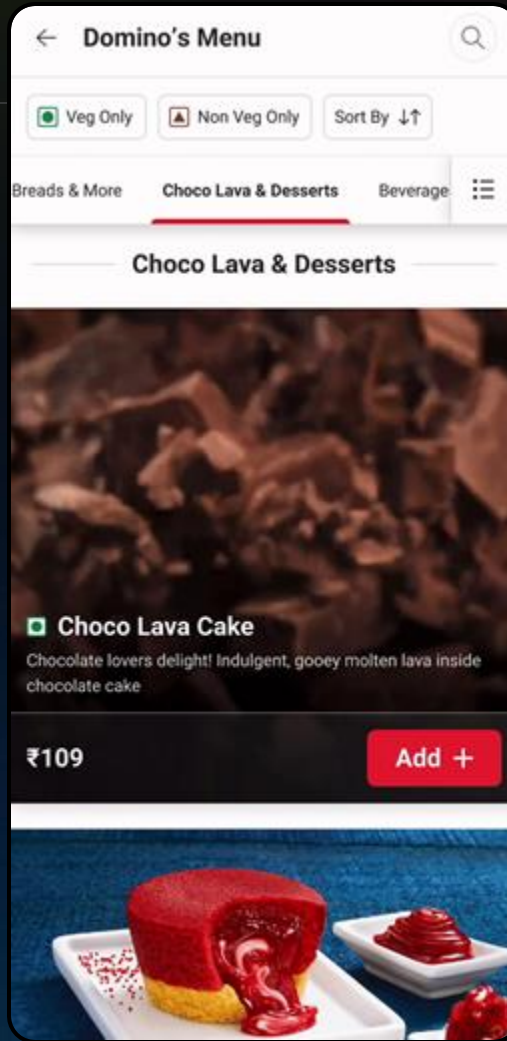 Domino's Menu
Veg Only
Non Veg Only
Sort By
Breads & More
Choco Lava & Desserts
Beverage
Choco Lava & Desserts
Choco Lava Cake
Chocolate lovers delight! Indulgent, gooey molten lava inside
chocolate cake
₹109
Add +